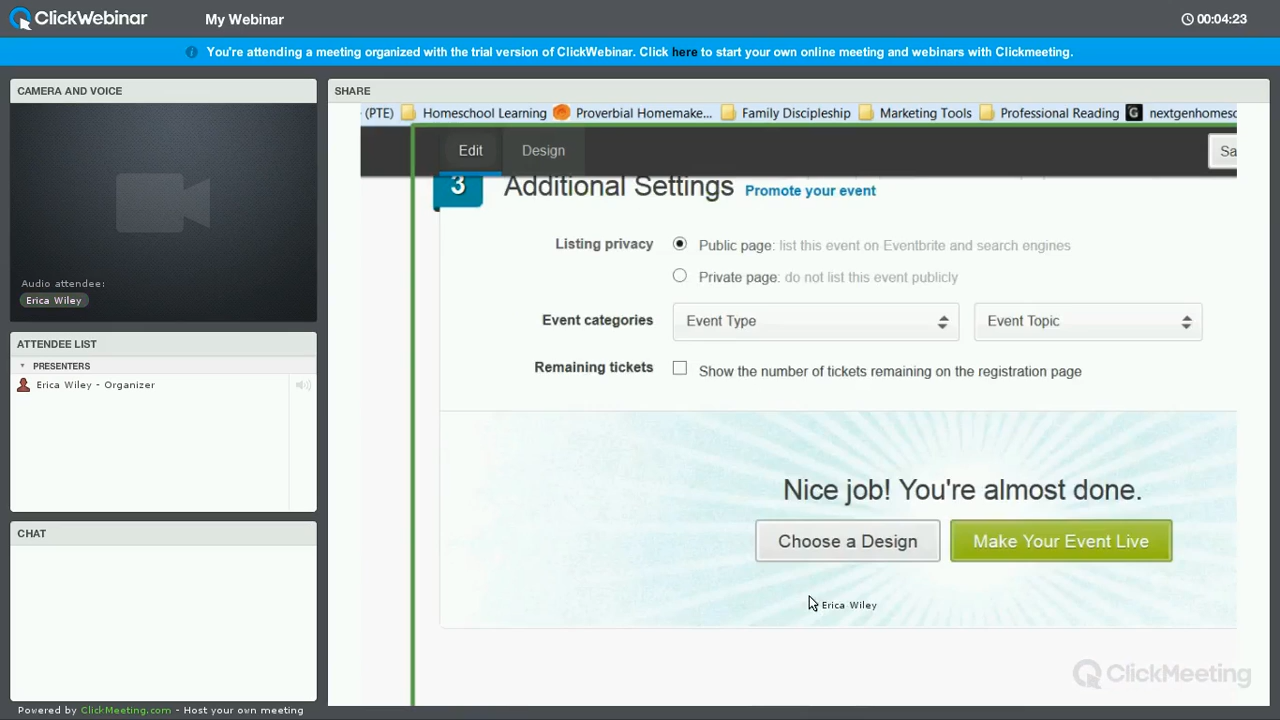 ClickWebinar
My Webinar
00:04:23
You're attending a meeting organized with the trial version of ClickWebinar. Click here to start your own online meeting and webinars with Clickmeeting.
CAMERA AND VOICE
Audio attendee:
Erica Wiley
ATTENDEE LIST
PRESENTERS
Erica Wiley - Organizer
CHAT
Powered by ClickMeeting.com - Host your own meeting
SHARE
(PTE) Homeschool Learning Proverbial Homemake... Family Discipleship Marketing Tools Professional Reading G nextgenhomesc
Edit Design Sa
3 Additional Settings Promote your event
Listing privacy Public page: list this event on Eventbrite and search engines
Private page: do not list this event publicly
Event categories Event Type Event Topic
Remaining tickets Show the number of tickets remaining on the registration page
Nice job! You're almost done.
Choose a Design Make Your Event Live
Erica Wiley
ClickMeeting